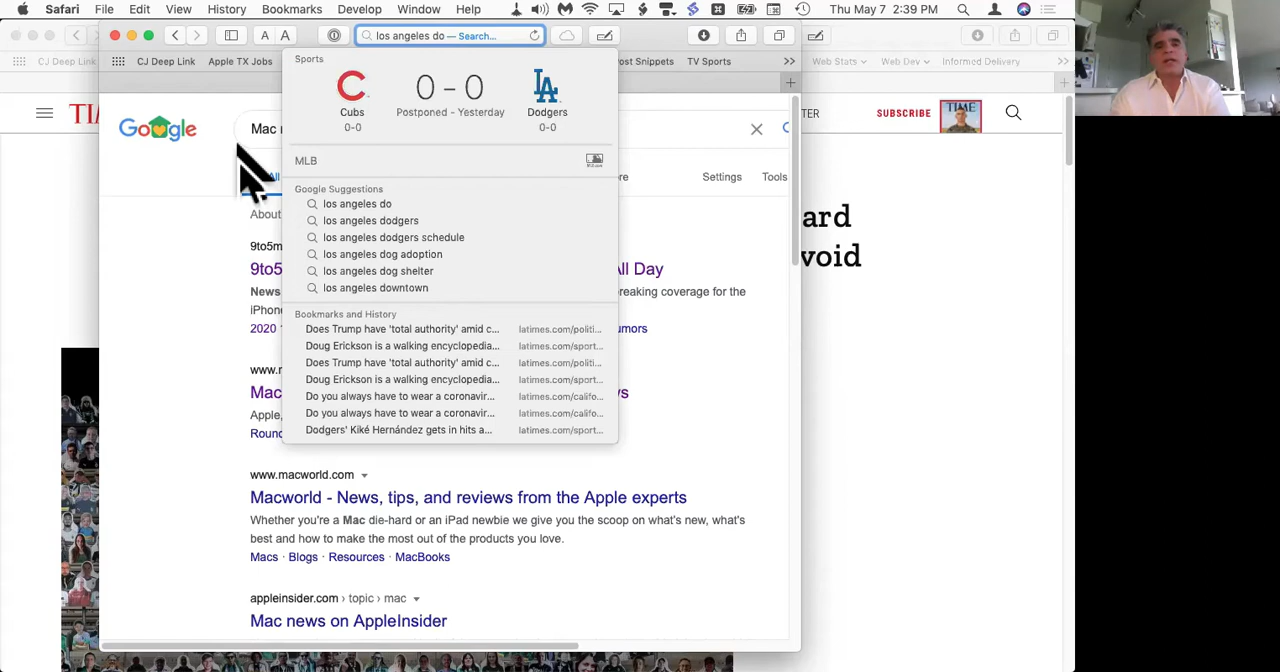 Safari File Edit View History Bookmarks Develop Window Help Thu May 7 2:39 PM
A A los angeles do — Search...
CJ Deep Link CJ Deep Link Apple TX Jobs ost Snippets TV Sports Web Stats Web Dev Informed Delivery
Sports
C 0 - 0 LA
Cubs Postponed - Yesterday Dodgers
0-0 0-0
MLB
Google Suggestions
los angeles do
los angeles dodgers
los angeles dodgers schedule
los angeles dog adoption
los angeles dog shelter
los angeles downtown
Bookmarks and History
Does Trump have 'total authority' amid c... latimes.com/politi...
Doug Erickson is a walking encyclopedia... latimes.com/sport...
Does Trump have 'total authority' amid c... latimes.com/politi...
Doug Erickson is a walking encyclopedia... latimes.com/sport...
Do you always have to wear a coronavir... latimes.com/califo...
Do you always have to wear a coronavir... latimes.com/califo...
Dodgers' Kiké Hernández gets in hits a... latimes.com/sport...
TI TER SUBSCRIBE TIME
Google Mac
All re Settings Tools
About
9to5m
9to5 All Day
News reaking coverage for the
iPhone
2020 umors
www.
Mac s
Apple,
Roun
www.macworld.com
Macworld - News, tips, and reviews from the Apple experts
Whether you're a Mac die-hard or an iPad newbie we give you the scoop on what's new, what's
best and how to make the most out of the products you love.
Macs · Blogs · Resources · MacBooks
appleinsider.com › topic › mac
Mac news on AppleInsider
ard
void